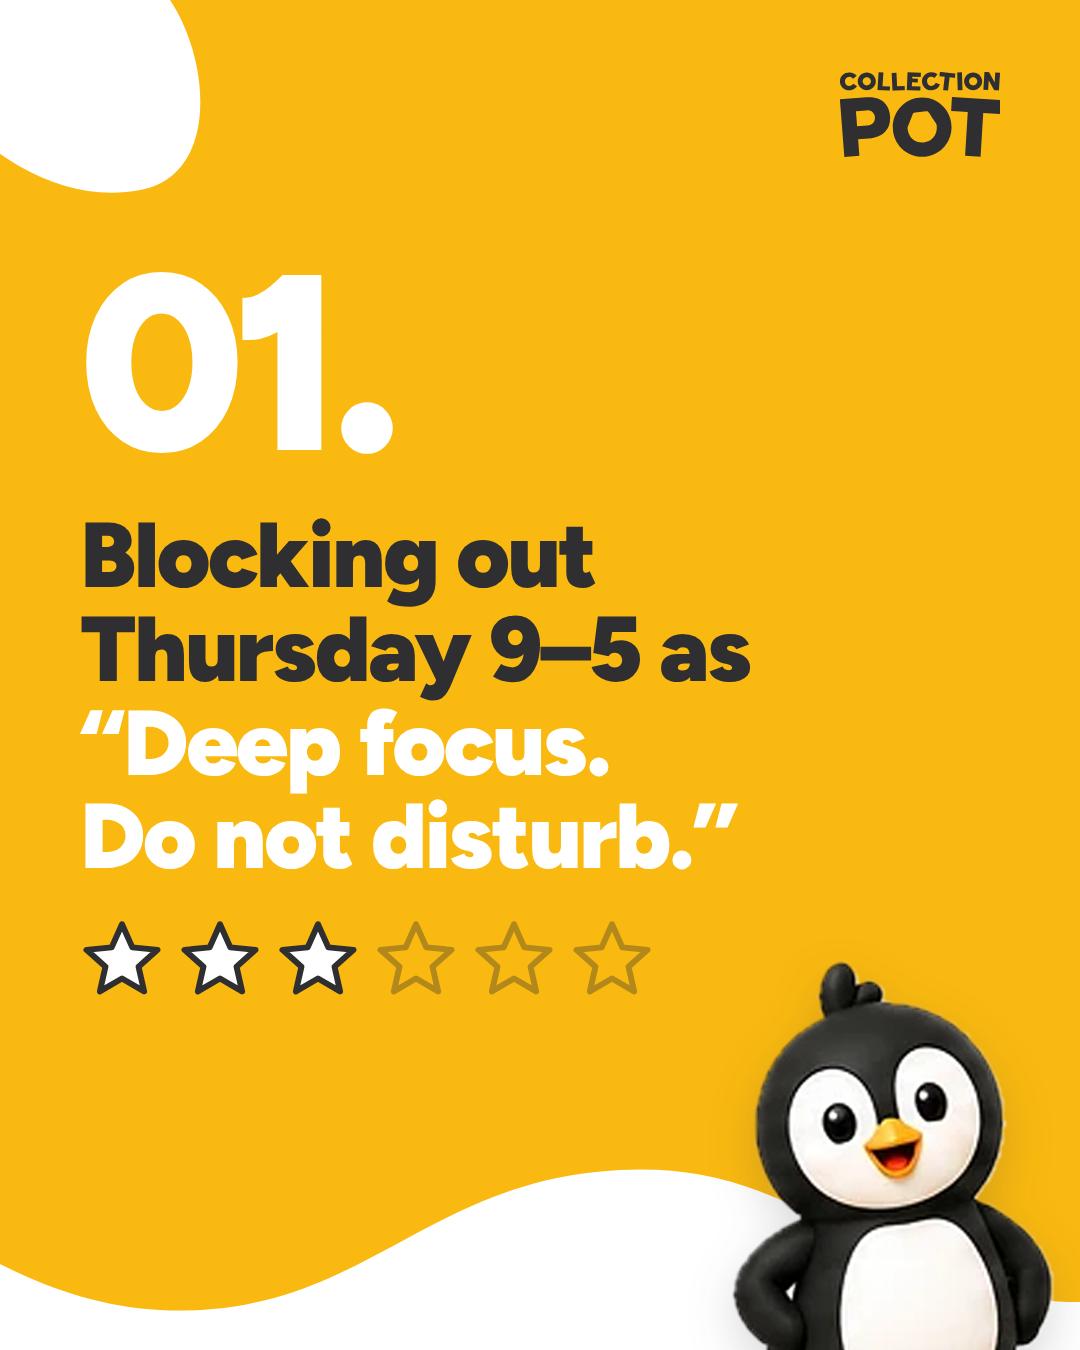 COLLECTION
POT
01.
Blocking out
Thursday 9–5 as
“Deep focus.
Do not disturb.”